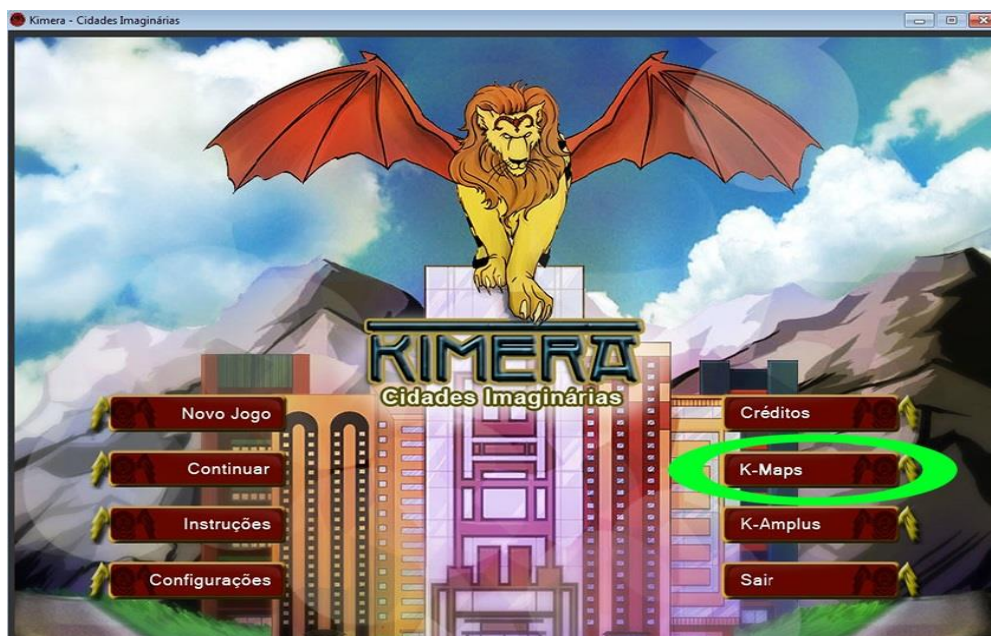 Kimera - Cidades Imaginárias
KIMERA
Cidades Imaginárias
Novo Jogo
Continuar
Instruções
Configurações
Créditos
K-Maps
K-Amplus
Sair